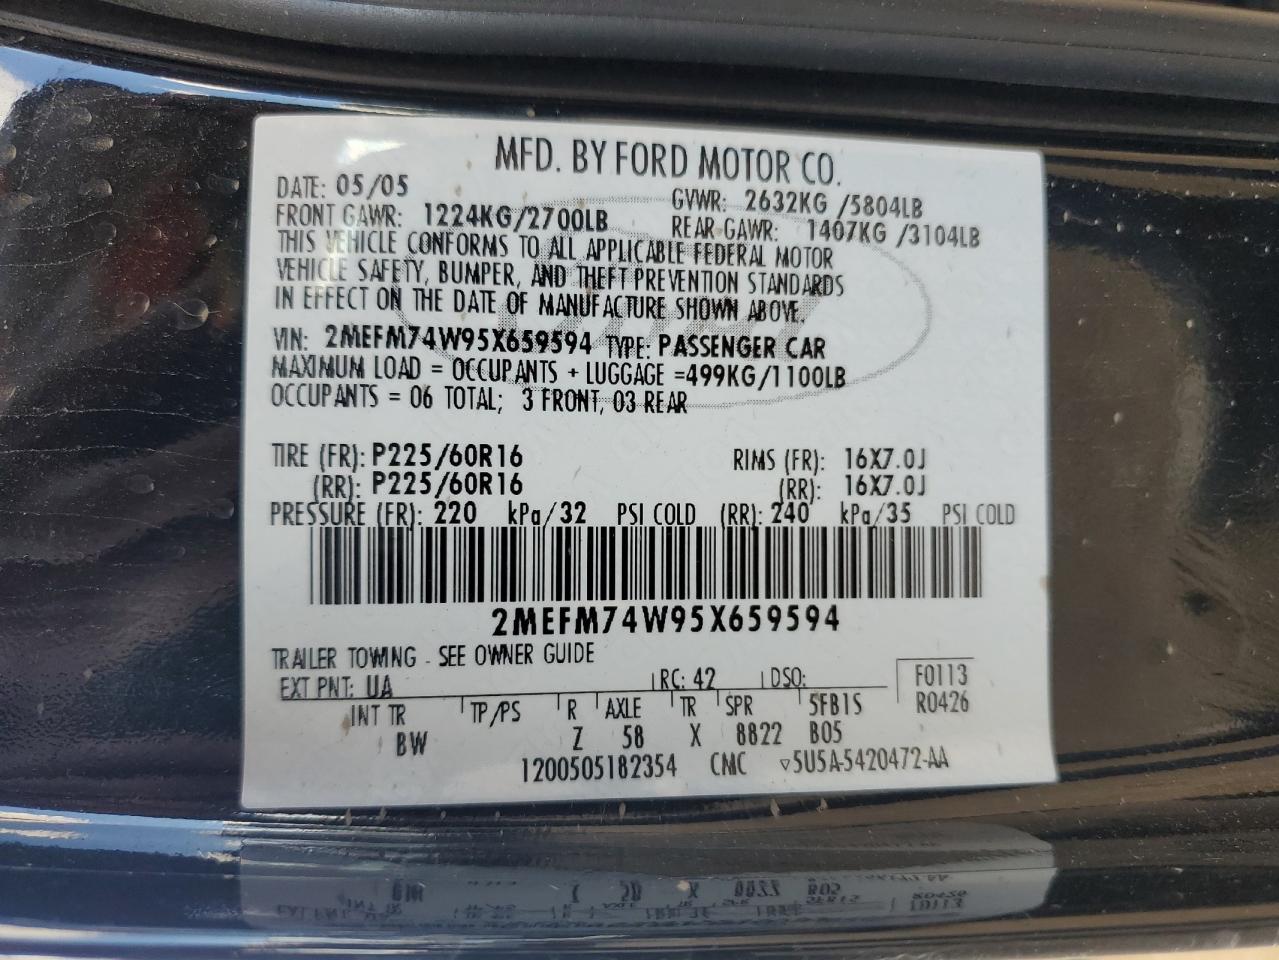 MFD. BY FORD MOTOR CO.
DATE: 05/05 GVWR: 2632KG /5804LB
FRONT GAWR: 1224KG/2700LB REAR GAWR: 1407KG /3104LB
THIS VEHICLE CONFORMS TO ALL APPLICABLE FEDERAL MOTOR
VEHICLE SAFETY, BUMPER, AND THEFT PREVENTION STANDARDS
IN EFFECT ON THE DATE OF MANUFACTURE SHOWN ABOVE.
VIN: 2MEFM74W95X659594 TYPE: PASSENGER CAR
MAXIMUM LOAD = OCCUPANTS + LUGGAGE =499KG/1100LB
OCCUPANTS = 06 TOTAL; 3 FRONT, 03 REAR
TIRE (FR): P225/60R16 RIMS (FR): 16X7.0J
(RR): P225/60R16 (RR): 16X7.0J
PRESSURE (FR): 220 kPa/32 PSI COLD (RR): 240 kPa/35 PSI COLD
2MEFM74W95X659594
TRAILER TOWING - SEE OWNER GUIDE
EXT PNT: UA RC: 42 DSO: F0113
INT TR TP/PS R AXLE TR SPR 5FB1S R0426
BW Z 58 X 8822 B05
1200505182354 CMC ▽5U5A-5420472-AA